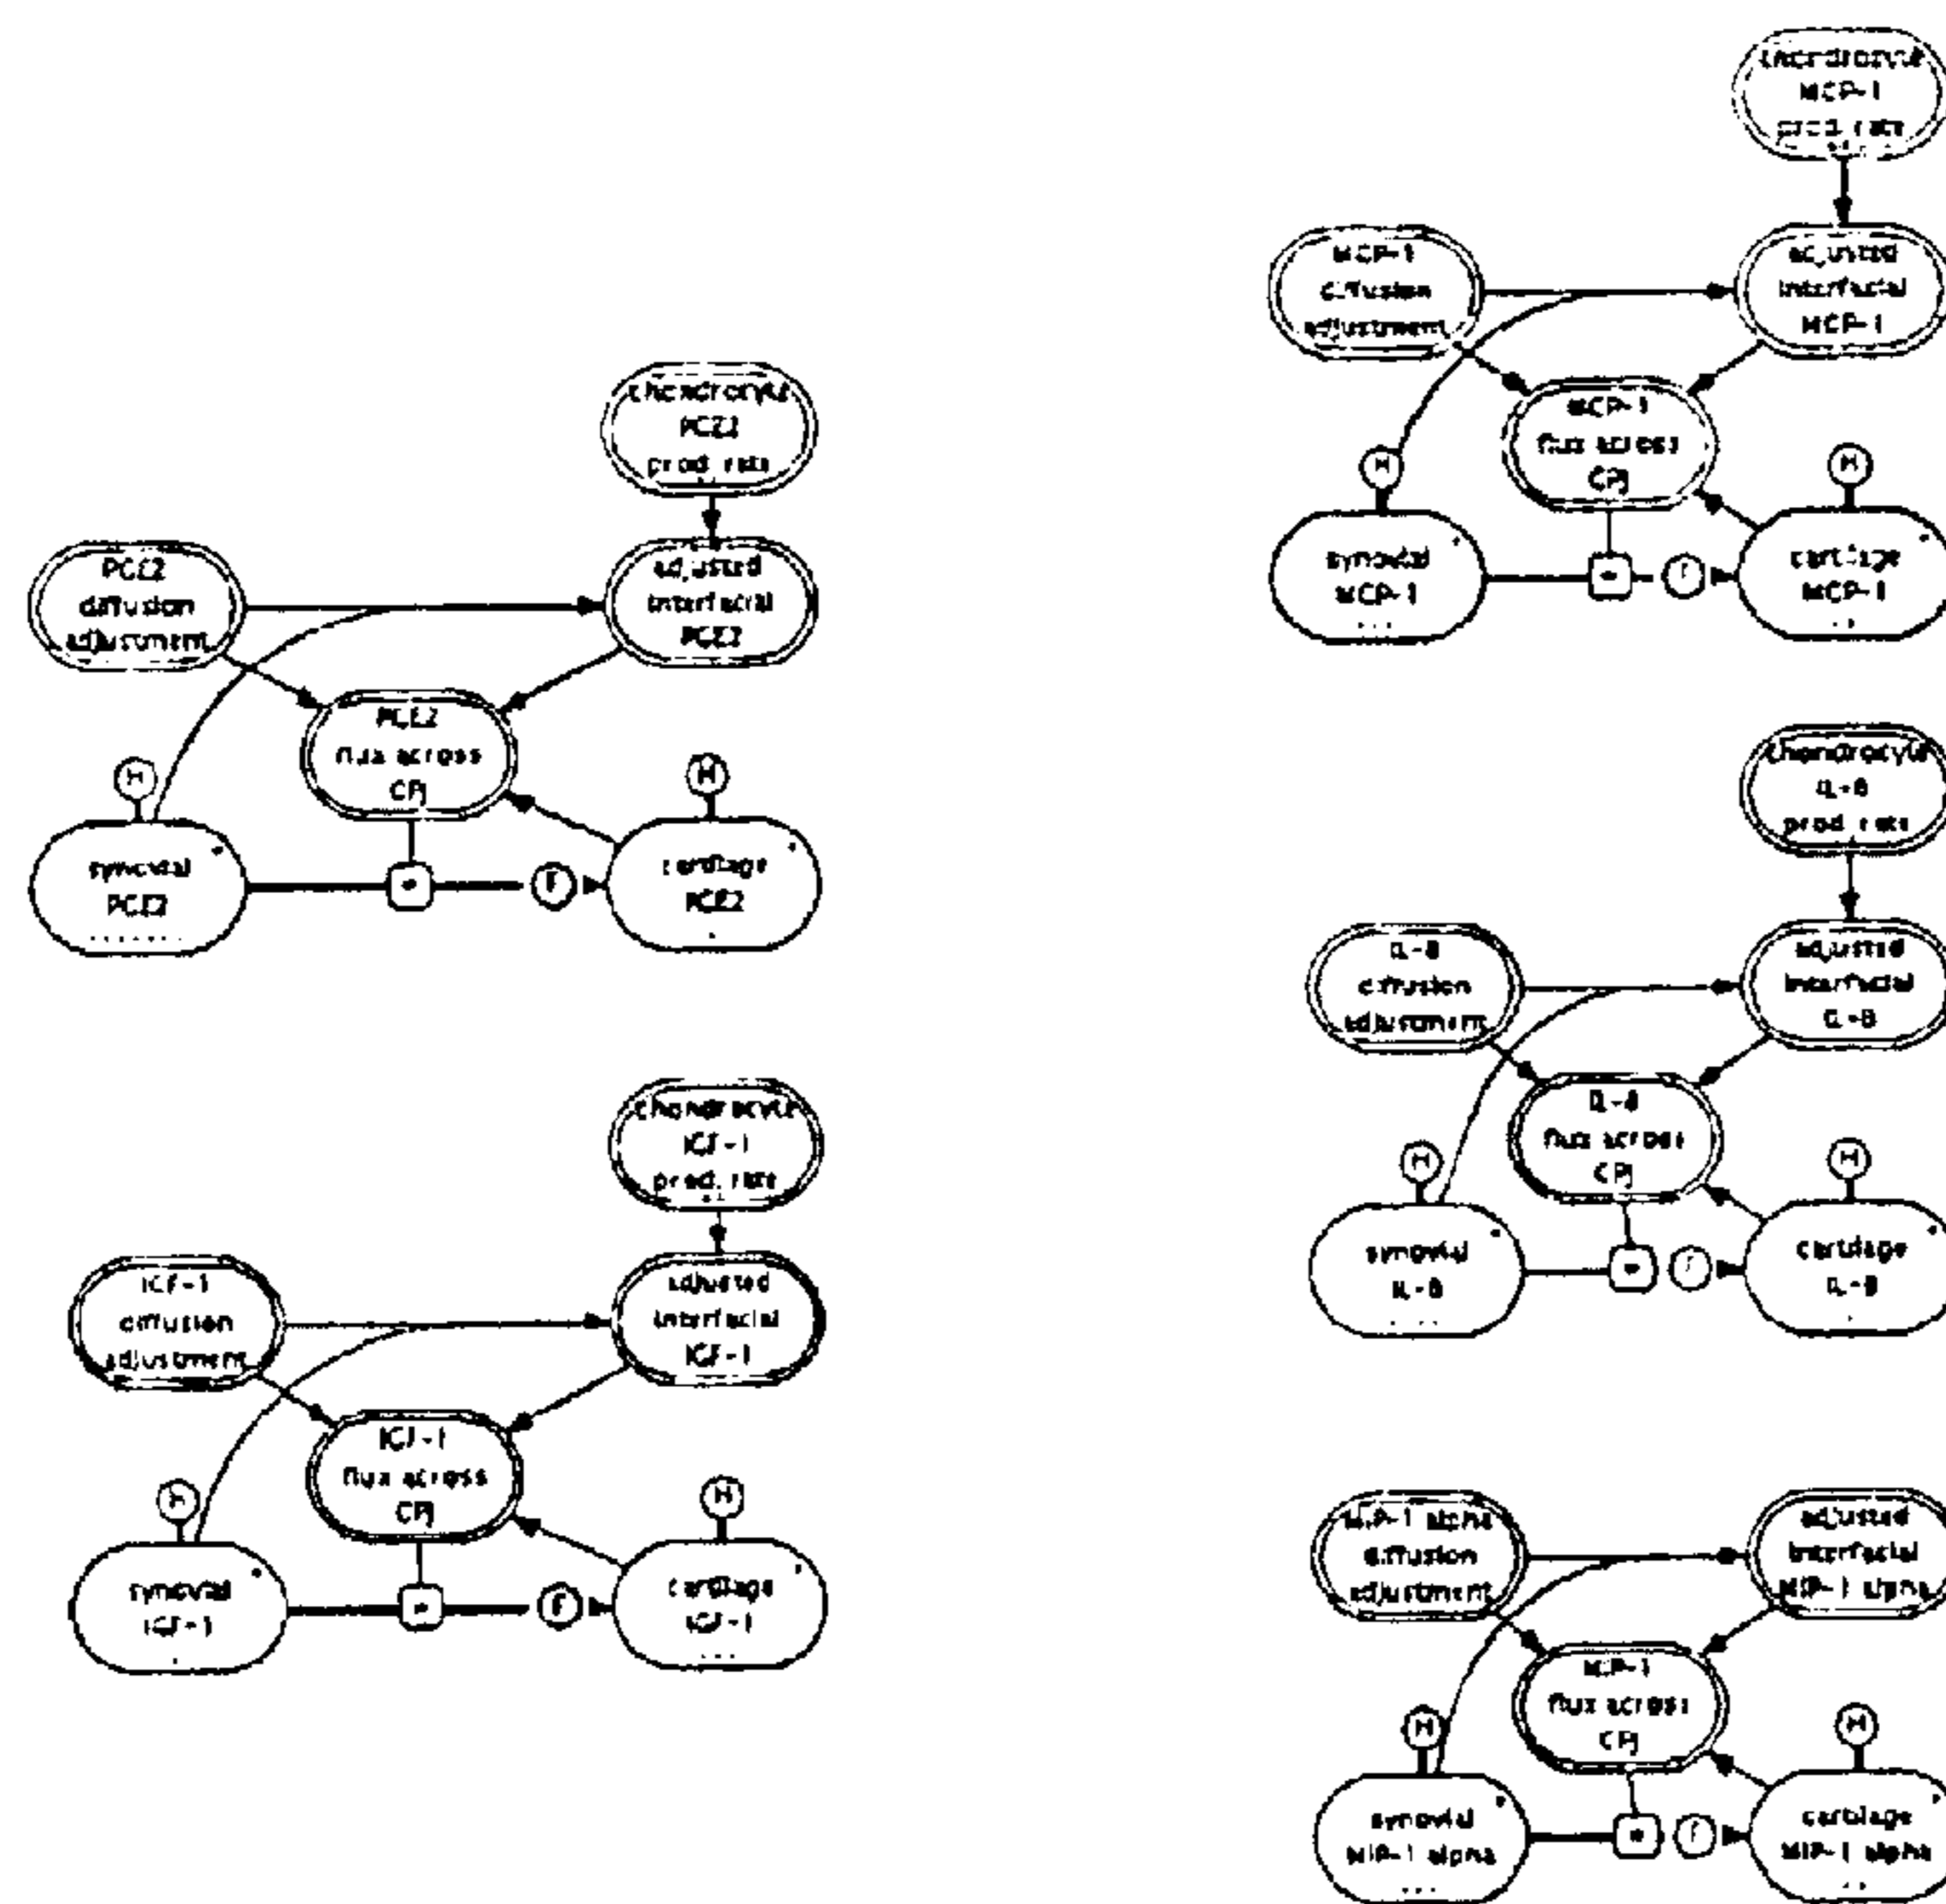 chondrocyte
PGE2
prod. rate
PGE2
diffusion
adjustment
adjusted
interfacial
PGE2
PGE2
flux across
CPJ
H
H
synovial
PGE2
F
cartilage
PGE2
chondrocyte
IGF-1
prod. rate
IGF-1
diffusion
adjustment
adjusted
interfacial
IGF-1
IGF-1
flux across
CPJ
H
H
synovial
IGF-1
F
cartilage
IGF-1
chondrocyte
MCP-1
prod. rate
MCP-1
diffusion
adjustment
adjusted
interfacial
MCP-1
MCP-1
flux across
CPJ
H
H
synovial
MCP-1
F
cartilage
MCP-1
chondrocyte
IL-8
prod. rate
IL-8
diffusion
adjustment
adjusted
interfacial
IL-8
IL-8
flux across
CPJ
H
H
synovial
IL-8
F
cartilage
IL-8
MIP-1 alpha
diffusion
adjustment
adjusted
interfacial
MIP-1 alpha
MIP-1
flux across
CPJ
H
H
synovial
MIP-1 alpha
F
cartilage
MIP-1 alpha